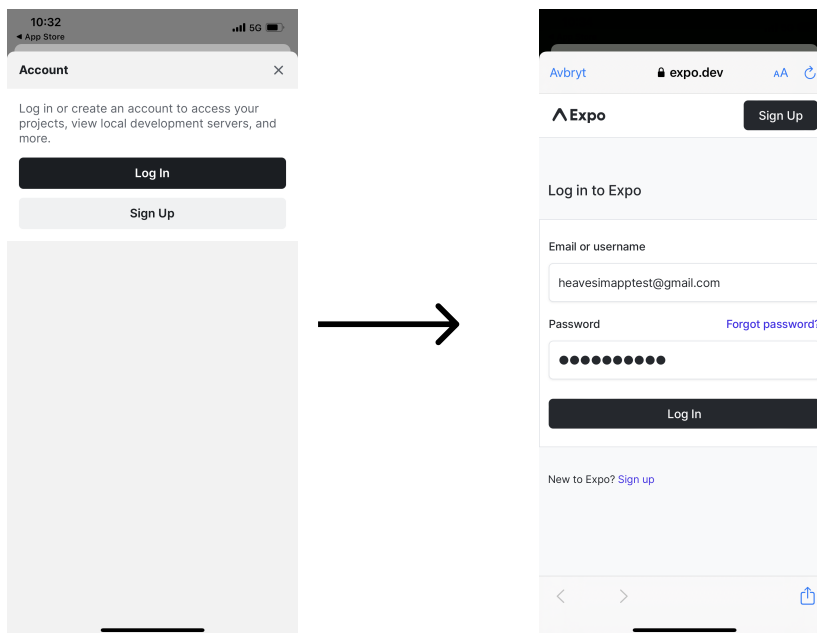 10:32
5G
◀ App Store
Account
Log in or create an account to access your
projects, view local development servers, and
more.
Log In
Sign Up
Avbryt
expo.dev
AA
Expo
Sign Up
Log in to Expo
Email or username
heavesimapptest@gmail.com
Password
Forgot password?
●●●●●●●●●●
Log In
New to Expo? Sign up